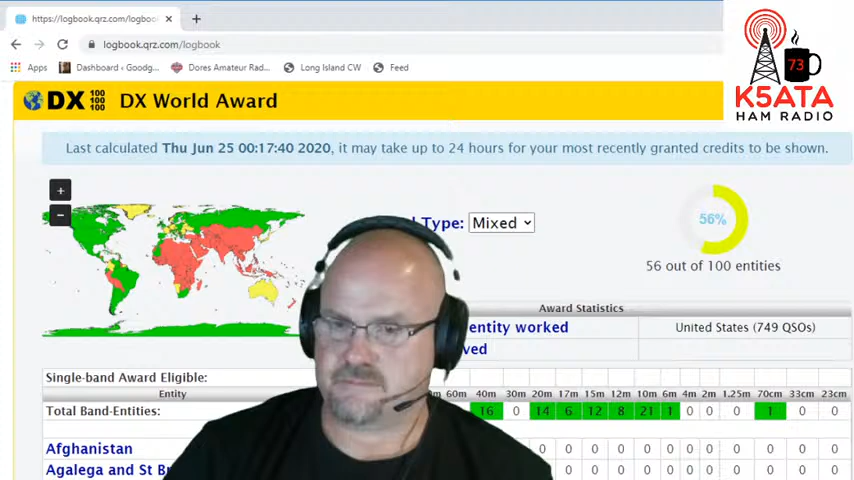 https://logbook.qrz.com/logboo
logbook.qrz.com/logbook
Apps
Dashboard ‹ Goodg...
Dores Amateur Rad...
Long Island CW
Feed
73
K5ATA
HAM RADIO
DX 100 100 100 DX World Award
Last calculated Thu Jun 25 00:17:40 2020, it may take up to 24 hours for your most recently granted credits to be shown.
+
−
Type: Mixed
56%
56 out of 100 entities
Award Statistics
entity worked
United States (749 QSOs)
ved
Single-band Award Eligible:
Entity
60m 40m 30m 20m 17m 15m 12m 10m 6m 4m 2m 1.25m 70cm 33cm 23cm
Total Band-Entities: 16 0 14 6 12 8 21 1 0 0 0 1 0 0
Afghanistan 0 0 0 0 0 0 0 0 0 0 0 0
Agalega and St 0 0 0 0 0 0 0 0 0 0 0